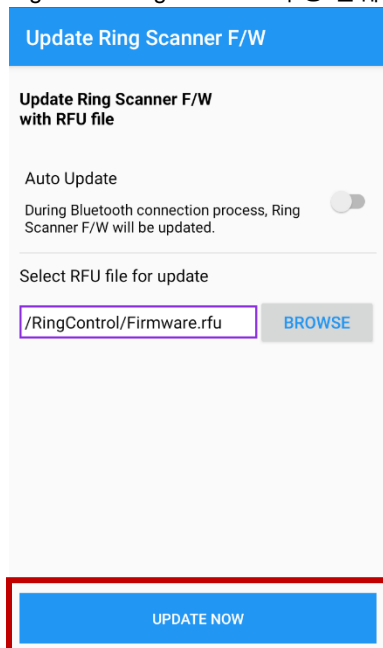 Update Ring Scanner F/W
Update Ring Scanner F/W
with RFU file
Auto Update
During Bluetooth connection process, Ring
Scanner F/W will be updated.
Select RFU file for update
/RingControl/Firmware.rfu
BROWSE
UPDATE NOW